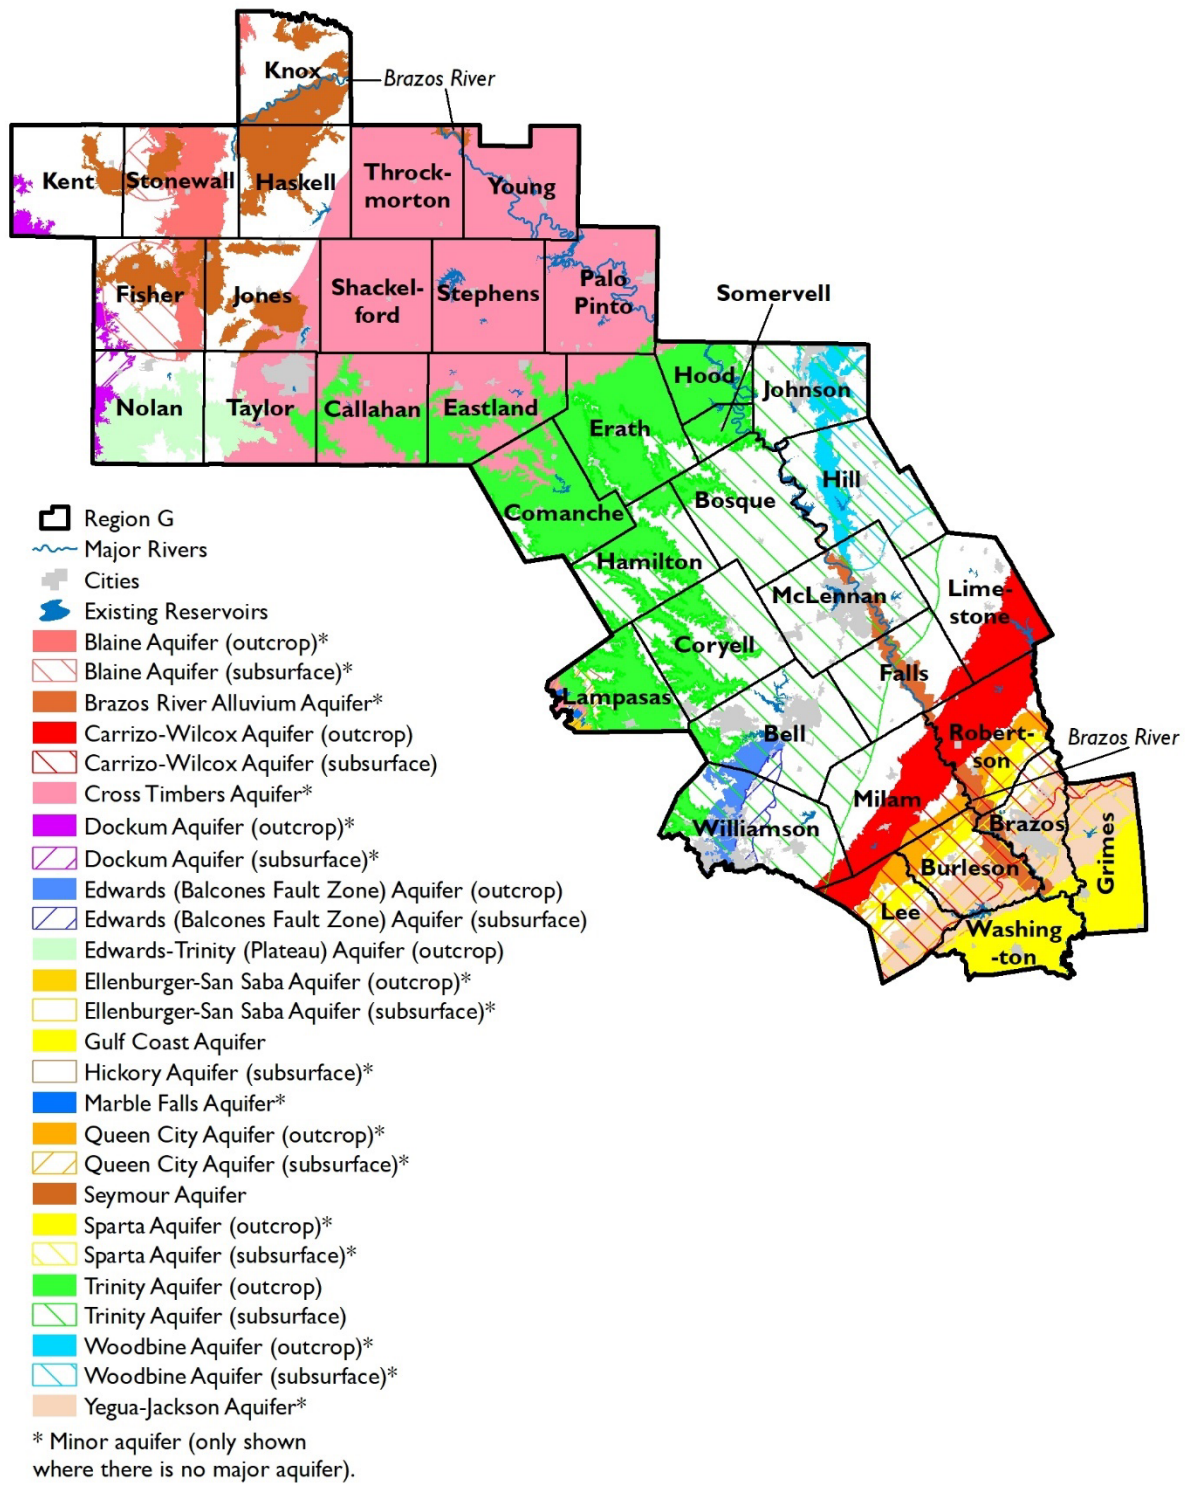 Knox
Brazos River
Kent
Stonewall
Haskell
Throck-
morton
Young
Fisher
Jones
Shackel-
ford
Stephens
Palo
Pinto
Somervell
Nolan
Taylor
Callahan
Eastland
Erath
Hood
Johnson
Comanche
Bosque
Hill
Hamilton
McLennan
Lime-
stone
Coryell
Falls
Lampasas
Bell
Robert-
son
Brazos River
Milam
Williamson
Brazos
Grimes
Burleson
Lee
Washing
-ton
Region G
Major Rivers
Cities
Existing Reservoirs
Blaine Aquifer (outcrop)*
Blaine Aquifer (subsurface)*
Brazos River Alluvium Aquifer*
Carrizo-Wilcox Aquifer (outcrop)
Carrizo-Wilcox Aquifer (subsurface)
Cross Timbers Aquifer*
Dockum Aquifer (outcrop)*
Dockum Aquifer (subsurface)*
Edwards (Balcones Fault Zone) Aquifer (outcrop)
Edwards (Balcones Fault Zone) Aquifer (subsurface)
Edwards-Trinity (Plateau) Aquifer (outcrop)
Ellenburger-San Saba Aquifer (outcrop)*
Ellenburger-San Saba Aquifer (subsurface)*
Gulf Coast Aquifer
Hickory Aquifer (subsurface)*
Marble Falls Aquifer*
Queen City Aquifer (outcrop)*
Queen City Aquifer (subsurface)*
Seymour Aquifer
Sparta Aquifer (outcrop)*
Sparta Aquifer (subsurface)*
Trinity Aquifer (outcrop)
Trinity Aquifer (subsurface)
Woodbine Aquifer (outcrop)*
Woodbine Aquifer (subsurface)*
Yegua-Jackson Aquifer*
* Minor aquifer (only shown
where there is no major aquifer).